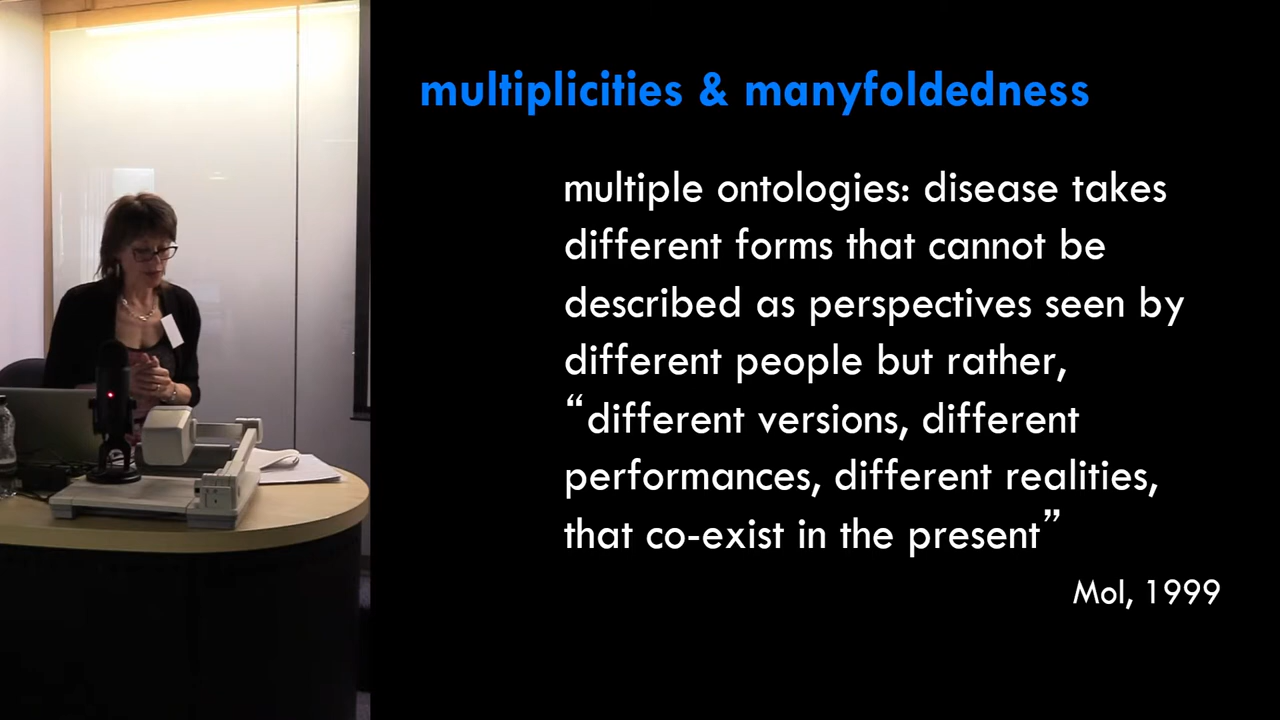 multiplicities & manyfoldedness
multiple ontologies: disease takes
different forms that cannot be
described as perspectives seen by
different people but rather,
“different versions, different
performances, different realities,
that co-exist in the present”
Mol, 1999